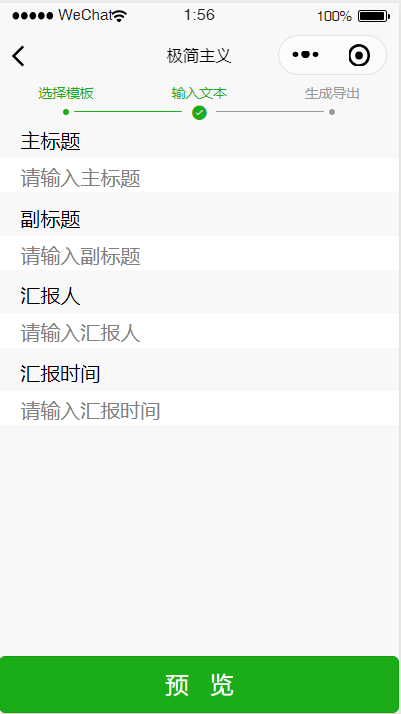 WeChat 1:56 100%
极简主义
选择模板 输入文本 生成导出
主标题
请输入主标题
副标题
请输入副标题
汇报人
请输入汇报人
汇报时间
请输入汇报时间
预 览